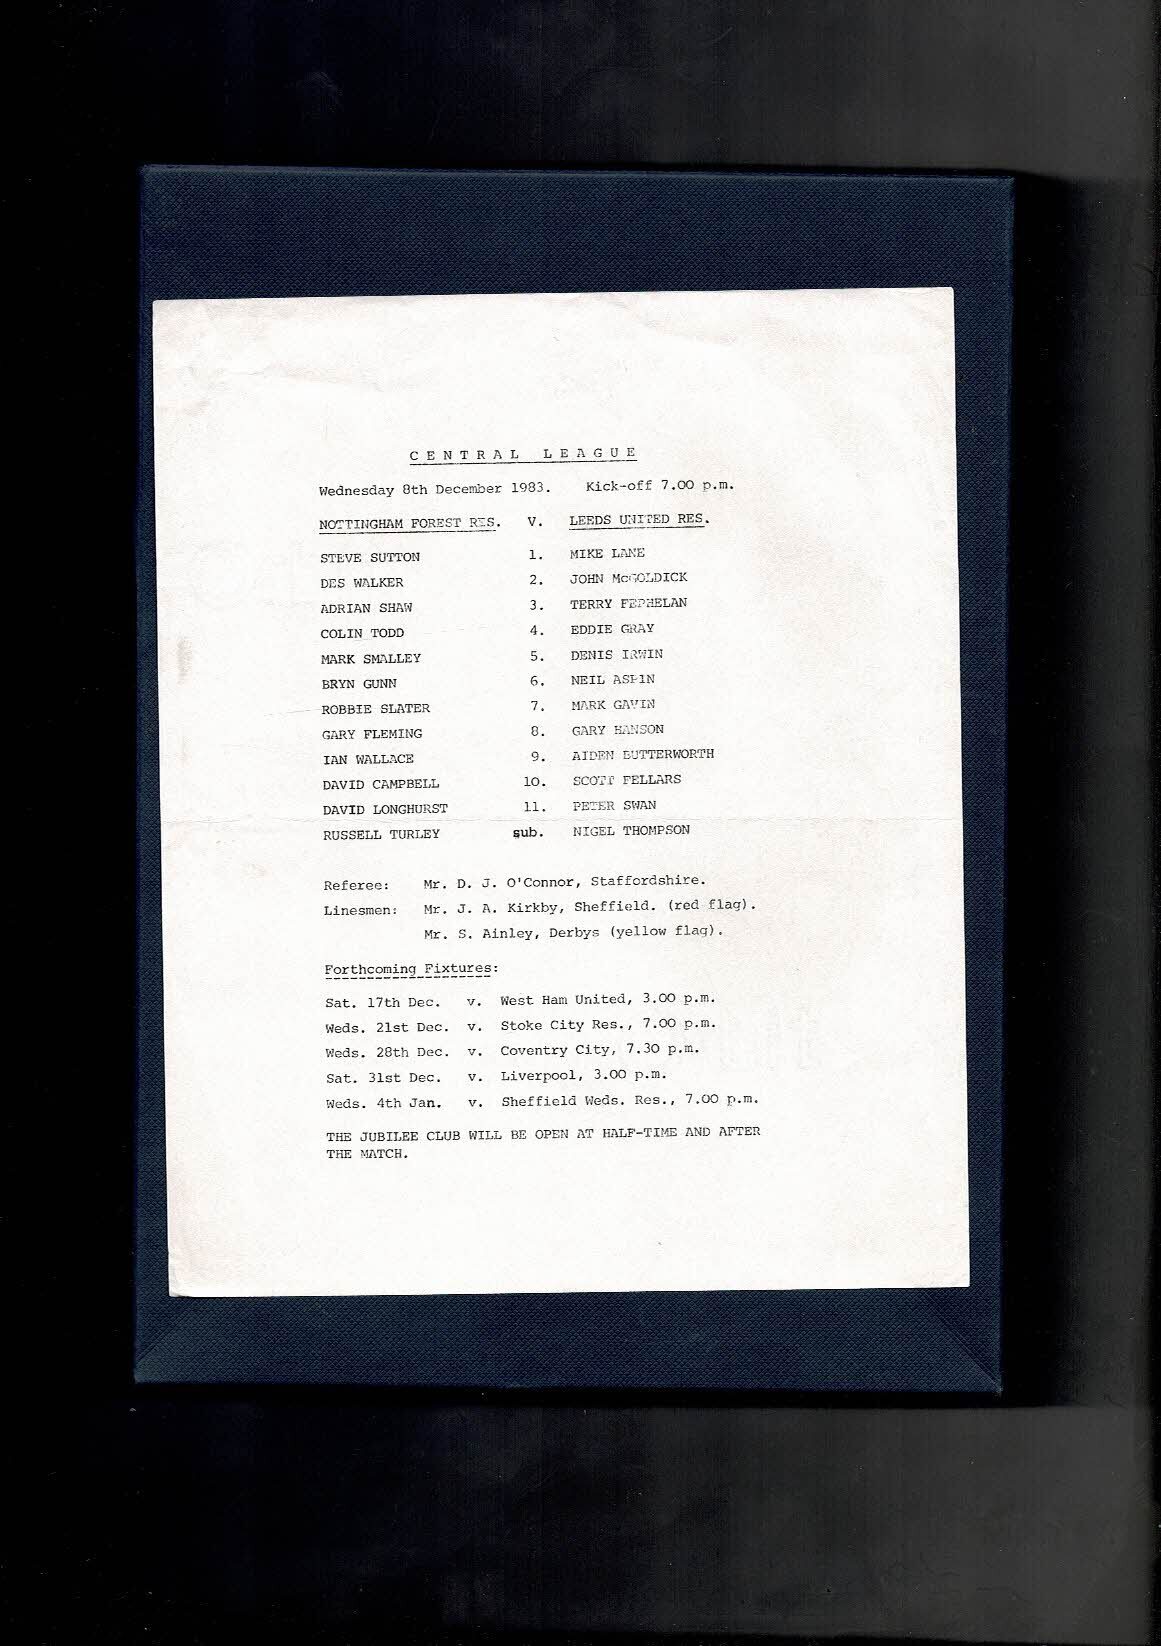 CENTRAL LEAGUE
Wednesday 8th December 1983. Kick-off 7.00 p.m.
NOTTINGHAM FOREST RES. V. LEEDS UNITED RES.
STEVE SUTTON 1. MIKE LANE
DES WALKER 2. JOHN McGOLDICK
ADRIAN SHAW 3. TERRY FEPHELAN
COLIN TODD 4. EDDIE GRAY
MARK SMALLEY 5. DENIS IRWIN
BRYN GUNN 6. NEIL ASPIN
ROBBIE SLATER 7. MARK GAVIN
GARY FLEMING 8. GARY HANSON
IAN WALLACE 9. AIDEN BUTTERWORTH
DAVID CAMPBELL 10. SCOTT FELLARS
DAVID LONGHURST 11. PETER SWAN
RUSSELL TURLEY sub. NIGEL THOMPSON
Referee: Mr. D. J. O'Connor, Staffordshire.
Linesmen: Mr. J. A. Kirkby, Sheffield. (red flag).
Mr. S. Ainley, Derbys (yellow flag).
Forthcoming Fixtures:
Sat. 17th Dec. v. West Ham United, 3.00 p.m.
Weds. 21st Dec. v. Stoke City Res., 7.00 p.m.
Weds. 28th Dec. v. Coventry City, 7.30 p.m.
Sat. 31st Dec. v. Liverpool, 3.00 p.m.
Weds. 4th Jan. v. Sheffield Weds. Res., 7.00 p.m.
THE JUBILEE CLUB WILL BE OPEN AT HALF-TIME AND AFTER
THE MATCH.